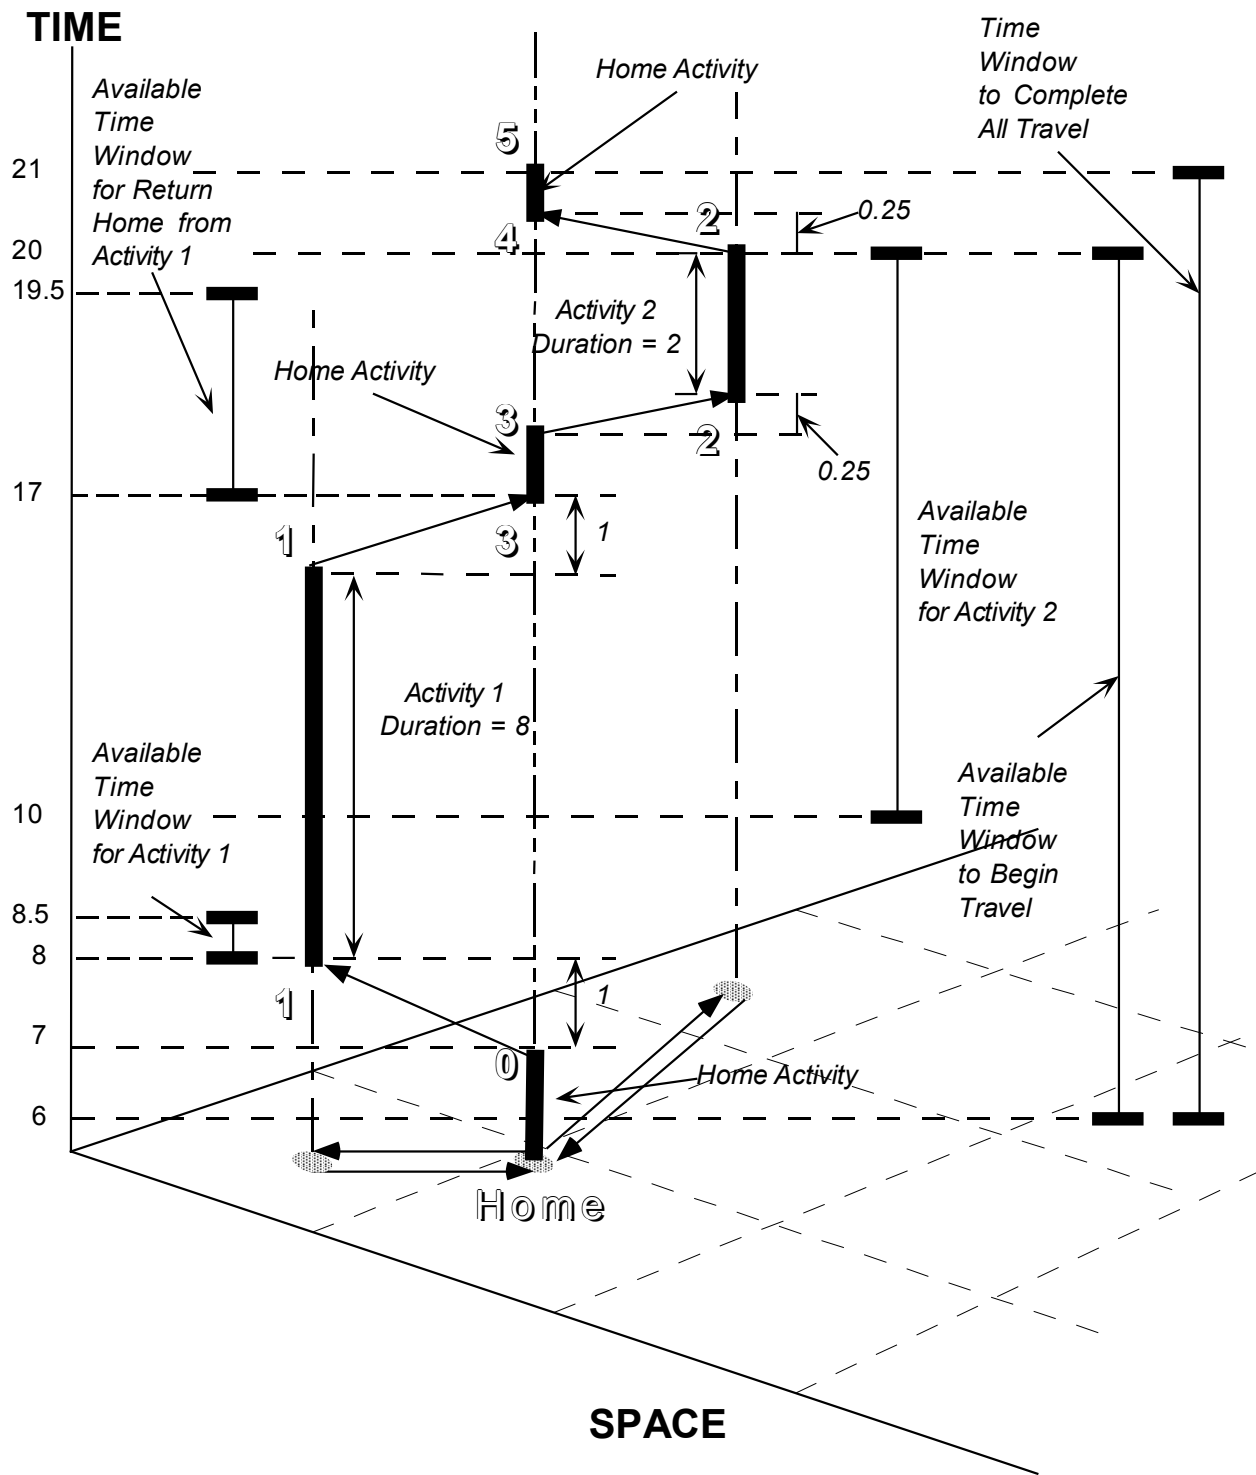 TIME
Time
Window
to Complete
All Travel
Home Activity
Available
Time
Window
for Return
Home from
Activity 1
5
21
2
0.25
4
20
19.5
Activity 2
Duration = 2
Home Activity
3
2
0.25
17
1
3
1
Available
Time
Window
for Activity 2
Activity 1
Duration = 8
Available
Time
Window
for Activity 1
Available
Time
Window
to Begin
Travel
10
8.5
8
1
1
7
0
Home Activity
6
Home
SPACE